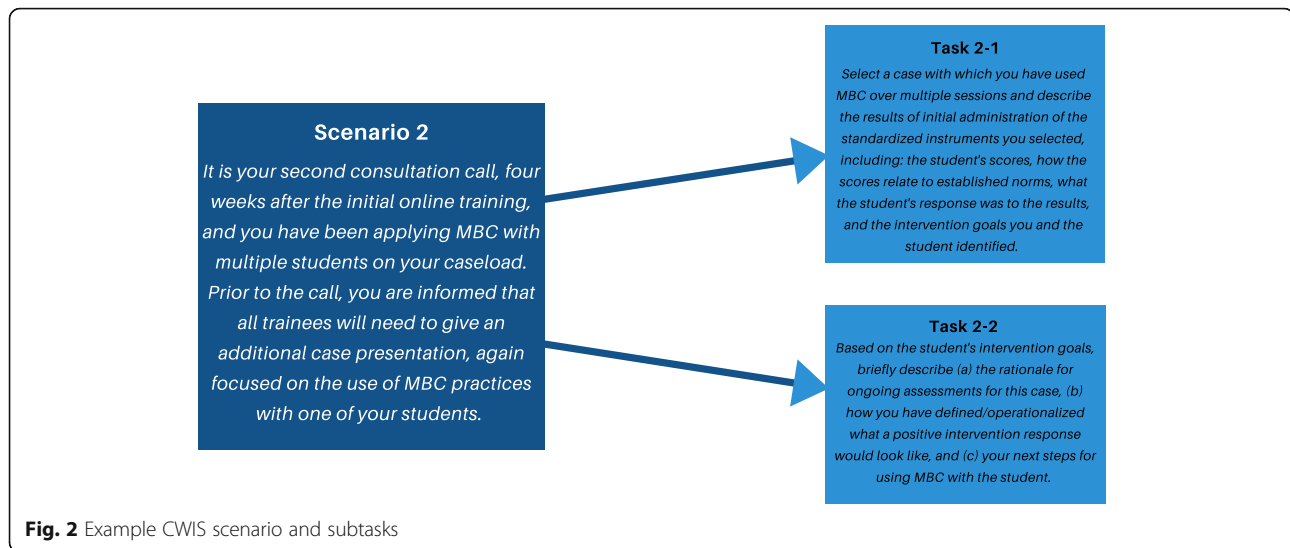 Scenario 2
It is your second consultation call, four
weeks after the initial online training,
and you have been applying MBC with
multiple students on your caseload.
Prior to the call, you are informed that
all trainees will need to give an
additional case presentation, again
focused on the use of MBC practices
with one of your students.
Task 2-1
Select a case with which you have used
MBC over multiple sessions and describe
the results of initial administration of the
standardized instruments you selected,
including: the student's scores, how the
scores relate to established norms, what
the student's response was to the results,
and the intervention goals you and the
student identified.
Task 2-2
Based on the student's intervention goals,
briefly describe (a) the rationale for
ongoing assessments for this case, (b)
how you have defined/operationalized
what a positive intervention response
would look like, and (c) your next steps for
using MBC with the student.
Fig. 2 Example CWIS scenario and subtasks